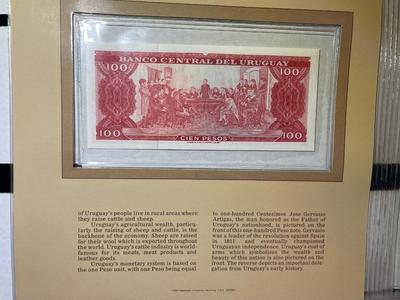 BANCO CENTRAL DEL URUGUAY
100 100
100 CIEN PESOS 100
of Uruguay's people live in rural areas where
they raise cattle and sheep.
Uruguay's agricultural wealth, particu-
larly the raising of sheep and cattle, is the
backbone of the economy. Sheep are raised
for their wool which is exported throughout
the world. Uruguay's cattle industry is world-
famous for its meats, meat products and
leather goods.
Uruguay's monetary system is based on
the one Peso unit, with one Peso being equal
to one-hundred Centesimos. Jose Gervasio
Artigas, the man honored as the Father of
Uruguay's nationhood, is pictured on the
front of this one-hundred Peso note. Gervasio
was a leader of the revolution against Spain
in 1811 and eventually championed
Uruguayan independence. Uruguay's coat of
arms which symbolizes the wealth and
beauty of this nation is also pictured on the
front. The reverse depicts an important dele-
gation from Uruguay's early history.